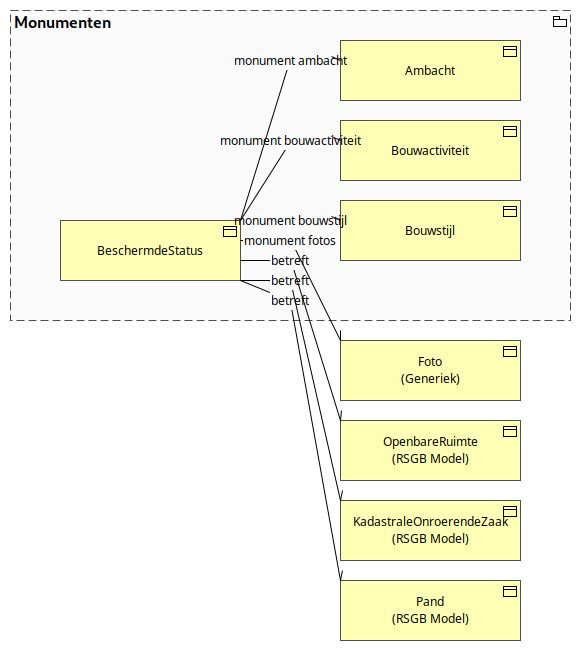 Monumenten
monument ambacht
Ambacht
monument bouwactiviteit
Bouwactiviteit
monument bouwstijl
Bouwstijl
BeschermdeStatus
monument fotos
betreft
betreft
betreft
Foto
(Generiek)
OpenbareRuimte
(RSGB Model)
KadastraleOnroerendeZaak
(RSGB Model)
Pand
(RSGB Model)